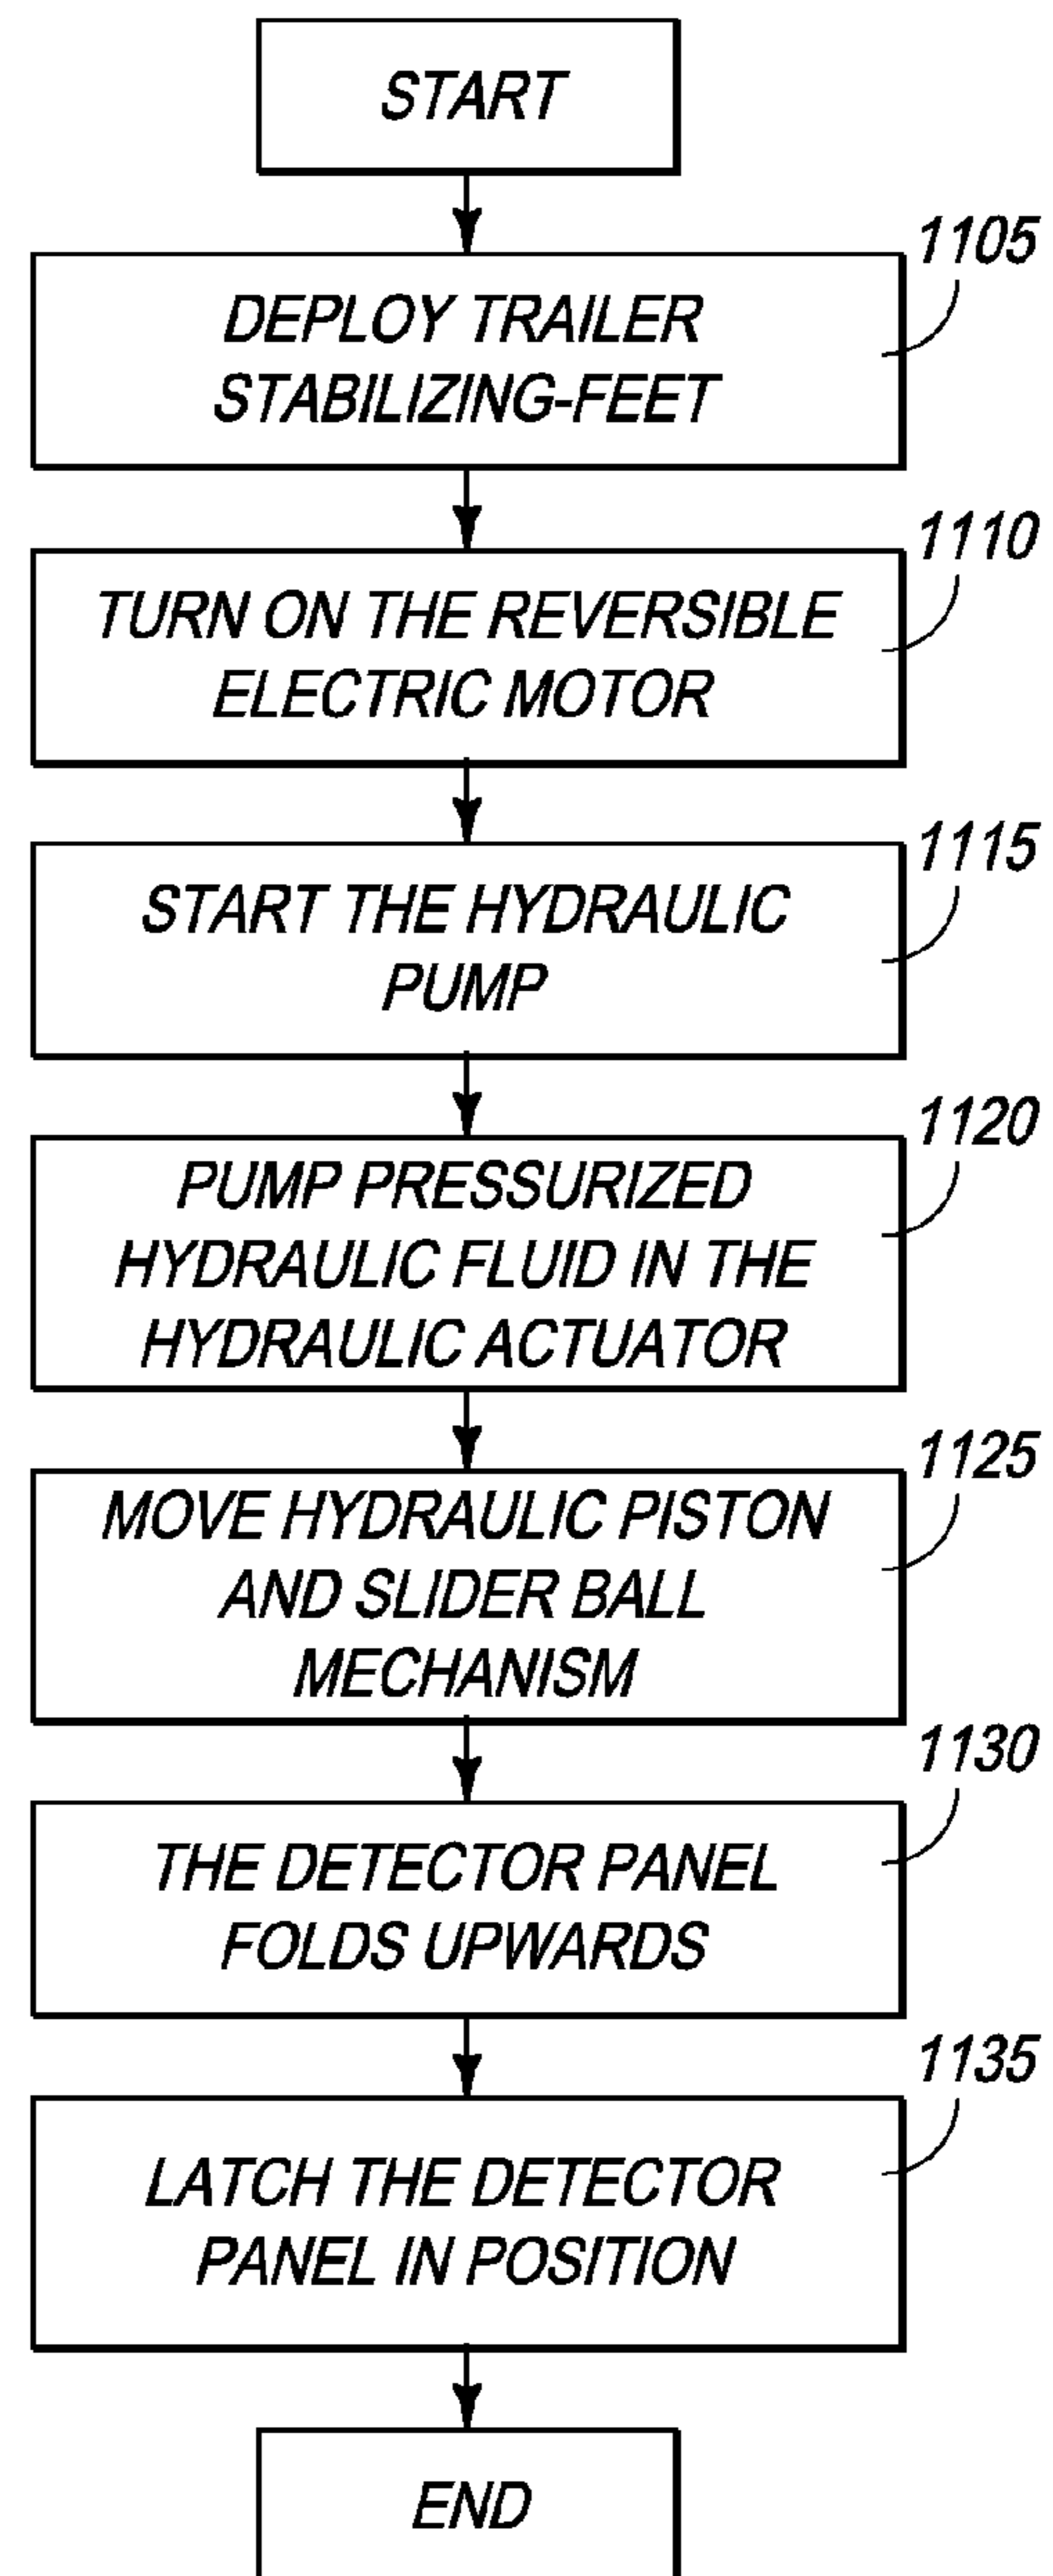 START
1105
DEPLOY TRAILER
STABILIZING-FEET
1110
TURN ON THE REVERSIBLE
ELECTRIC MOTOR
1115
START THE HYDRAULIC
PUMP
1120
PUMP PRESSURIZED
HYDRAULIC FLUID IN THE
HYDRAULIC ACTUATOR
1125
MOVE HYDRAULIC PISTON
AND SLIDER BALL
MECHANISM
1130
THE DETECTOR PANEL
FOLDS UPWARDS
1135
LATCH THE DETECTOR
PANEL IN POSITION
END